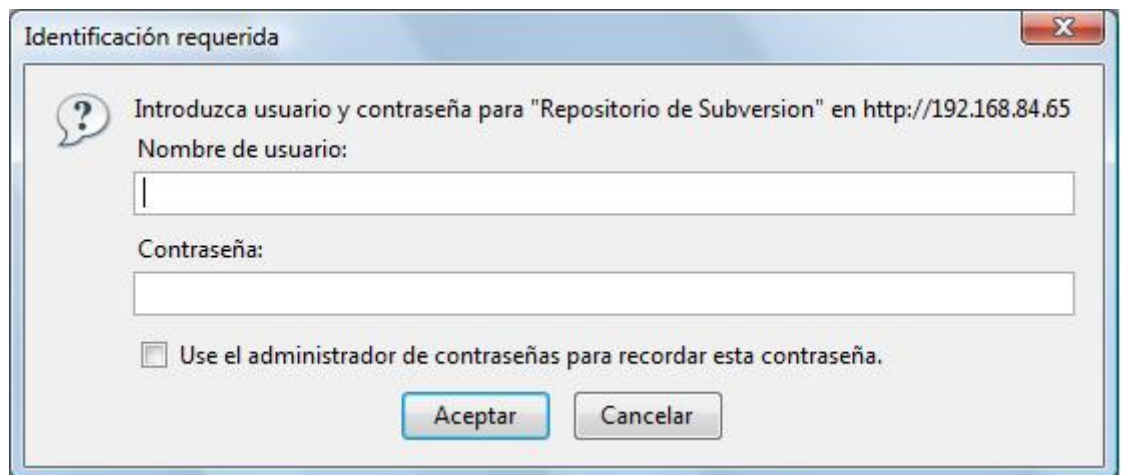 Identificación requerida
Introduzca usuario y contraseña para "Repositorio de Subversion" en http://192.168.84.65
Nombre de usuario:
Contraseña:
Use el administrador de contraseñas para recordar esta contraseña.
Aceptar
Cancelar